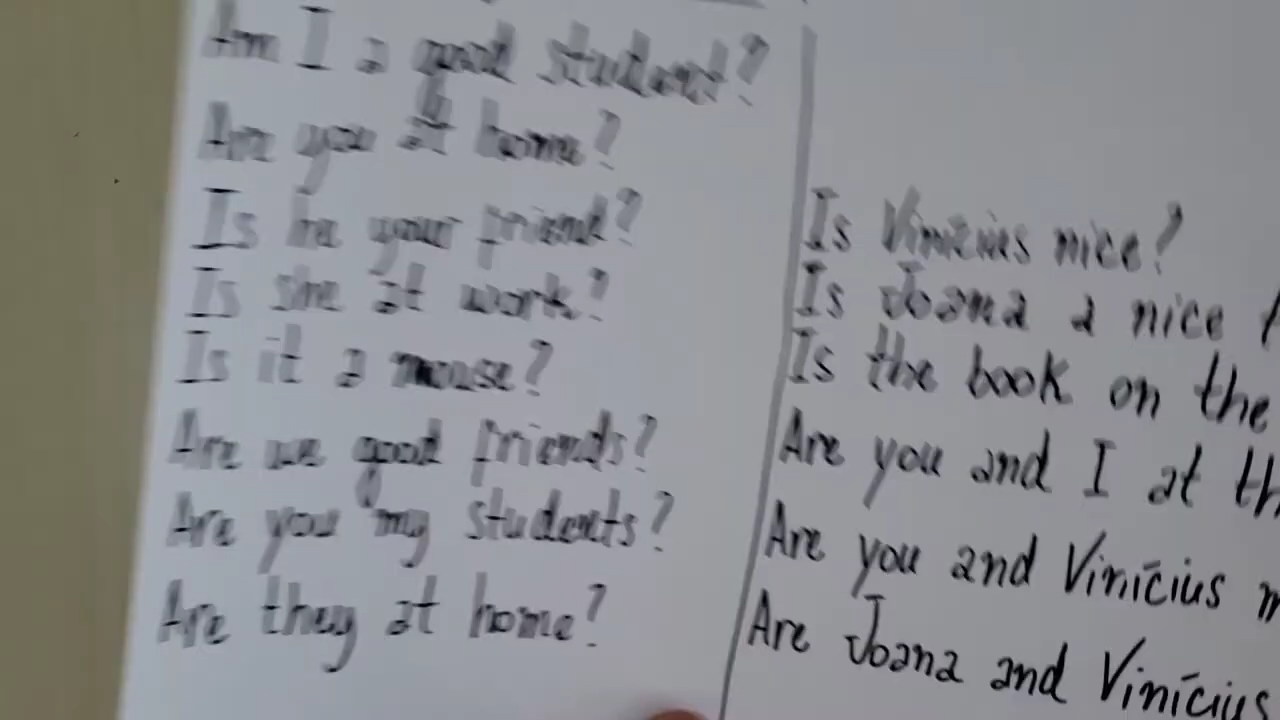 Am I a good student?
Are you at home?
Is he your friend?
Is she at work?
Is it a mouse?
Are we good friends?
Are you my students?
Are they at home?
Is Vinícius nice?
Is Joana a nice
Is the book on the
Are you and I at
Are you and Vinícius
Are Joana and Vinícius